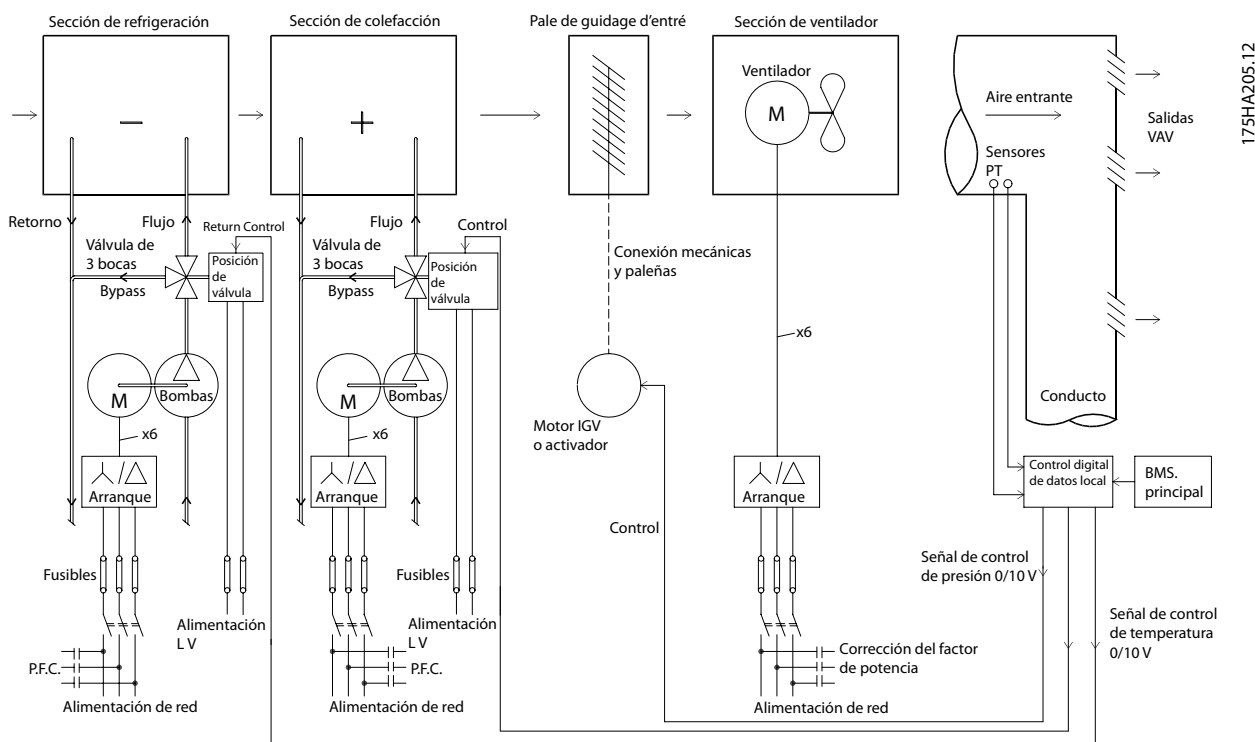 Sección de refrigeración
Sección de colefacción
Pale de guidage d'entré
Sección de ventilador
175HA205.12
Ventilador
M
Aire entrante
Salidas
VAV
Sensores
PT
−
+
Retorno
Flujo
Return Control
Válvula de
3 bocas
Bypass
Posición
de
válvula
Flujo
Control
Válvula de
3 bocas
Bypass
Posición
de
válvula
Conexión mecánicas
y paleñas
x6
M
Bombas
M
Bombas
Conducto
Motor IGV
o activador
x6
x6
Arranque
Arranque
Arranque
Control digital
de datos local
BMS.
principal
Control
Fusibles
Fusibles
Señal de control
de presión 0/10 V
Alimentación
L V
Alimentación
L V
Señal de control
de temperatura
0/10 V
P.F.C.
P.F.C.
Corrección del factor
de potencia
Alimentación de red
Alimentación de red
Alimentación de red